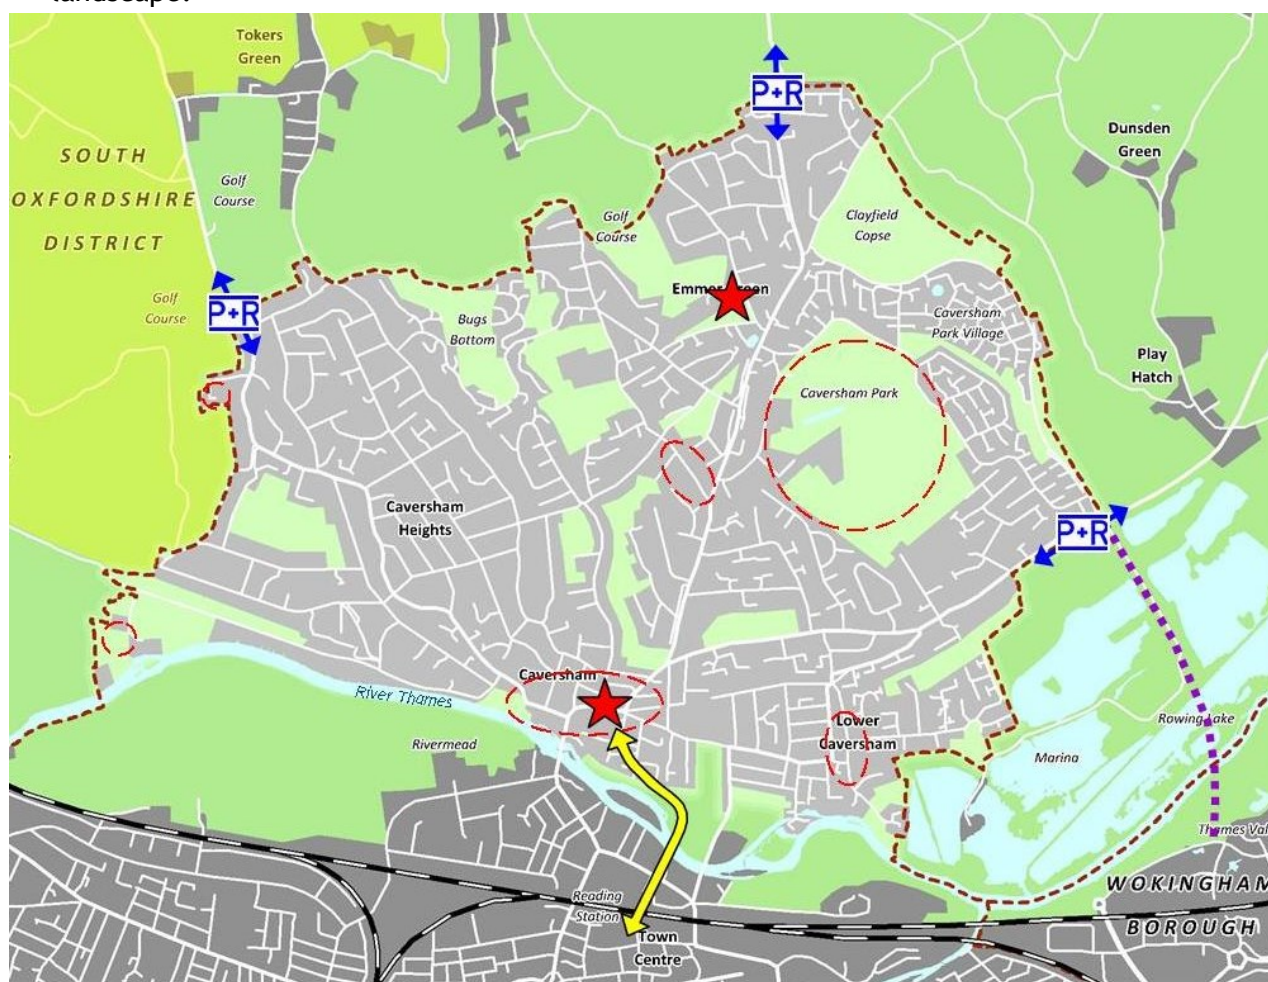 landscape.
Tokers
Green
P+R
Dunsden
Green
SOUTH
OXFORDSHIRE
DISTRICT
Golf
Course
Golf
Course
Clayfield
Copse
Emmer Green
Golf
Course
P+R
Bugs
Bottom
Caversham
Park Village
Play
Hatch
Caversham Park
Caversham
Heights
P+R
Caversham
River Thames
Lower
Caversham
Rowing Lake
Rivermead
Marina
Thames Val
Reading
Station
WOKINGHAM
BOROUGH
Town
Centre